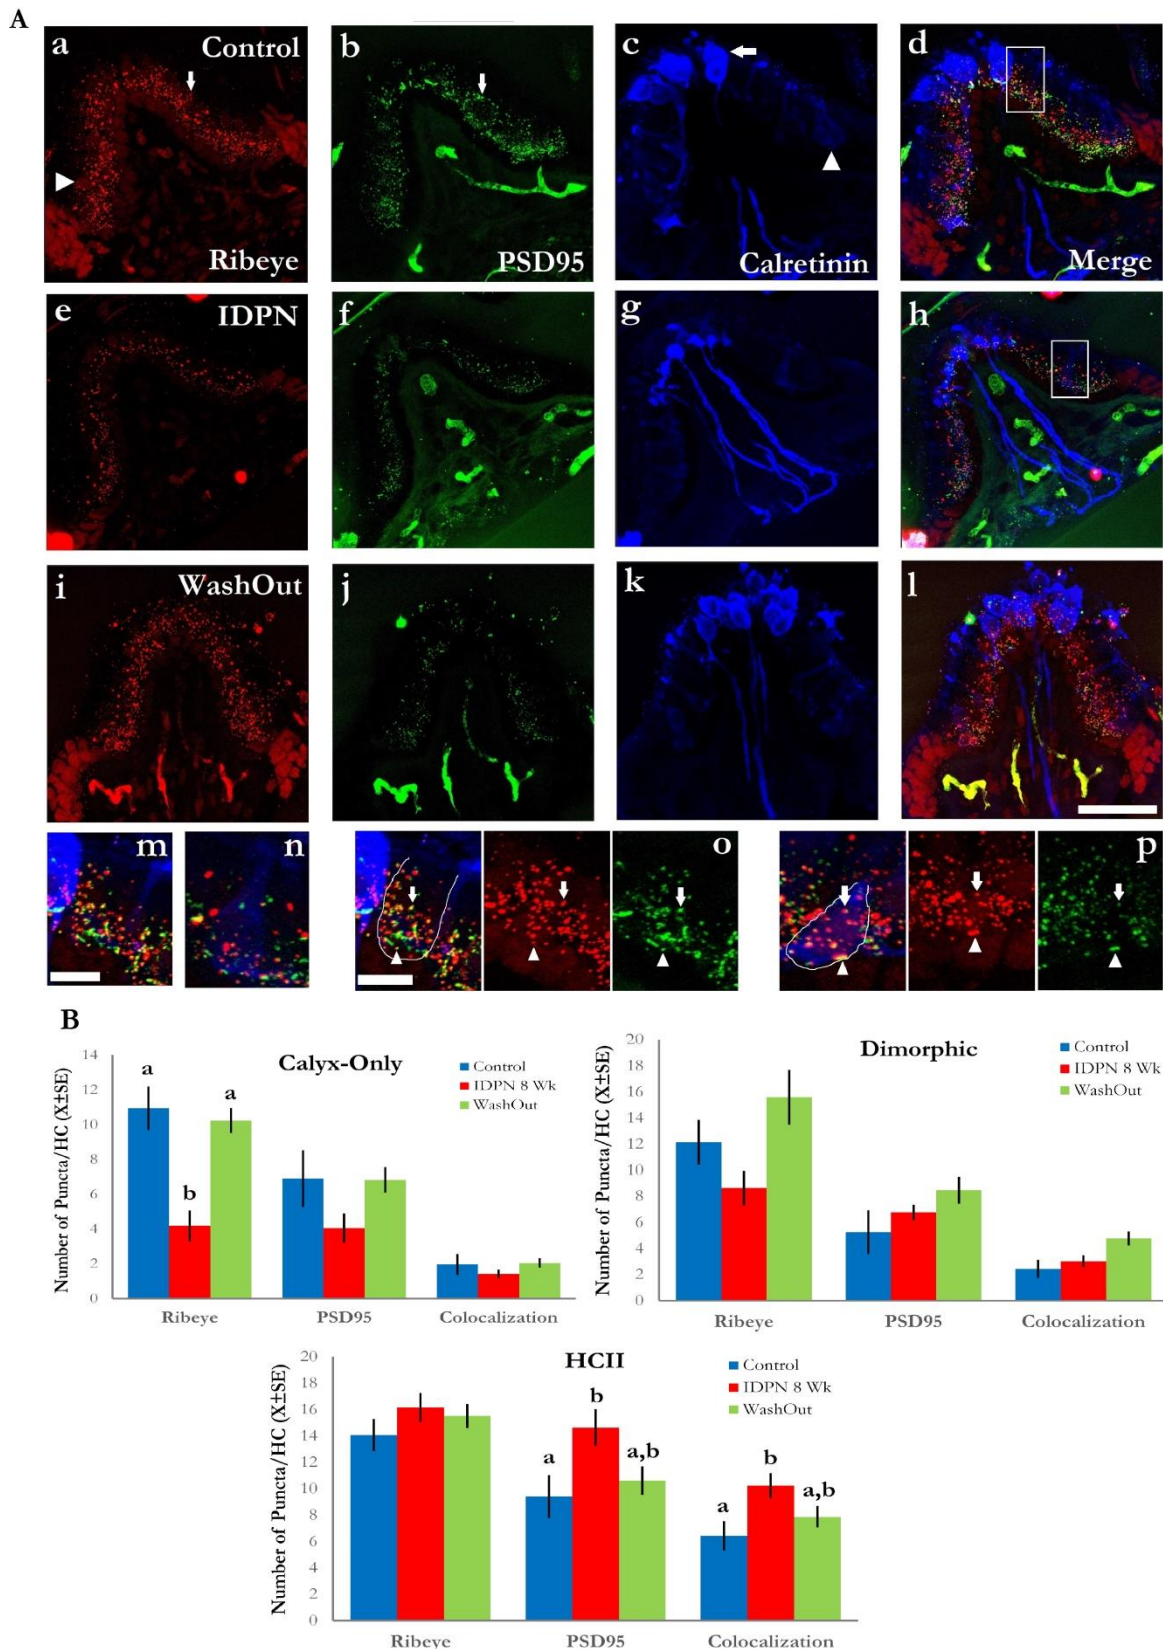 A
a Control b c d
Ribeye PSD95 Calretinin Merge
e IDPN f g h
i WashOut j k l
m n o p
B
Calyx-Only
Control
IDPN 8 Wk
WashOut
Number of Puncta/HC (X±SE)
14
12
10
8
6
4
2
0
a
b
a
Ribeye PSD95 Colocalization
Dimorphic
Control
IDPN 8 Wk
WashOut
Number of Puncta/HC (X±SE)
20
18
16
14
12
10
8
6
4
2
0
Ribeye PSD95 Colocalization
HCII
Control
IDPN 8 Wk
WashOut
Number of Puncta/HC (X±SE)
20
18
16
14
12
10
8
6
4
2
0
a
b
a,b
a
b
a,b
Ribeye PSD95 Colocalization